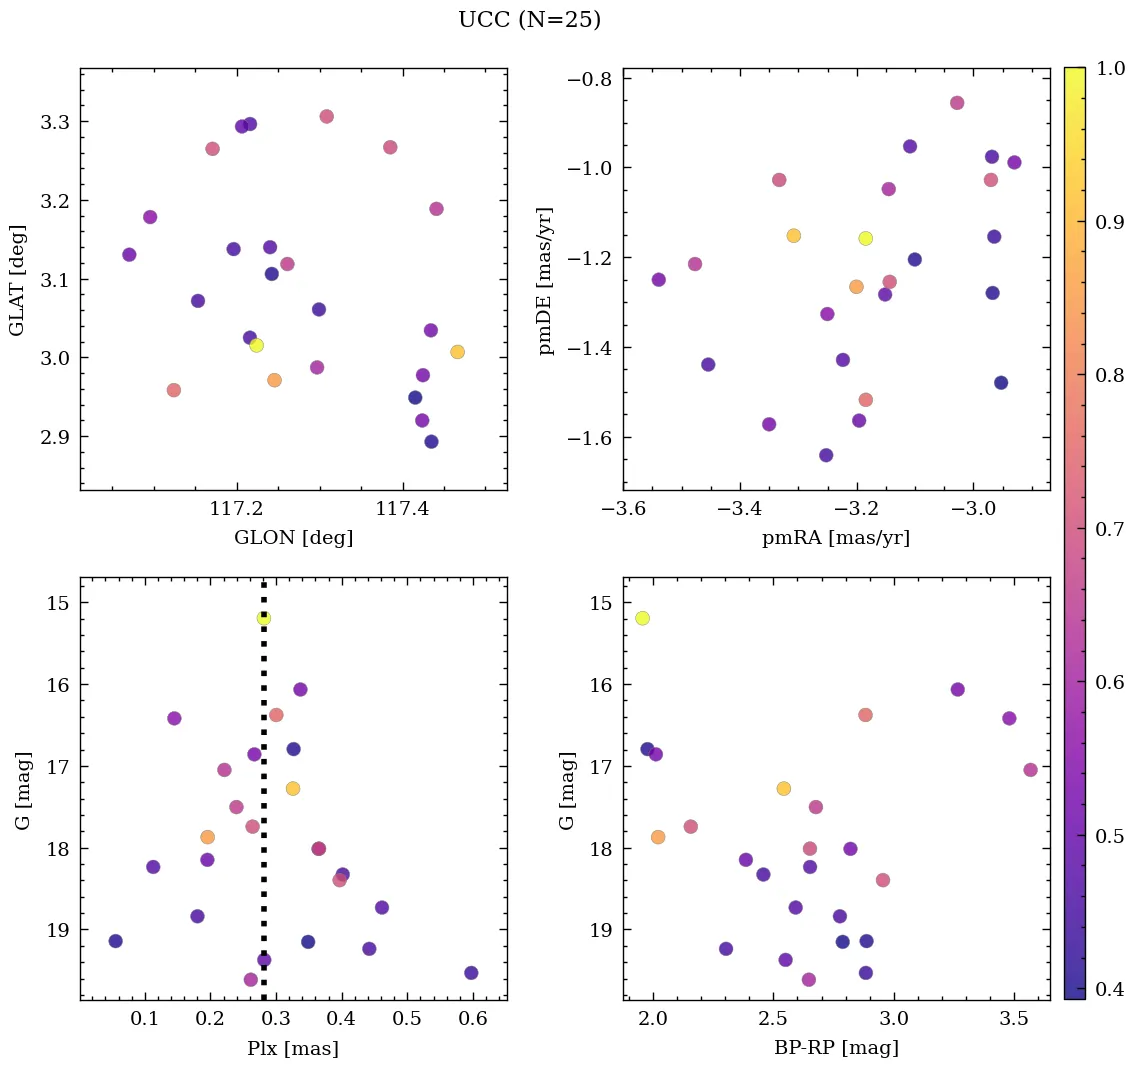 UCC (N=25)
3.3
3.2
3.1
3.0
2.9
GLAT [deg]
117.2 117.4
GLON [deg]
−0.8
−1.0
−1.2
−1.4
−1.6
pmDE [mas/yr]
−3.6 −3.4 −3.2 −3.0
pmRA [mas/yr]
15
16
17
18
19
G [mag]
0.1 0.2 0.3 0.4 0.5 0.6
Plx [mas]
15
16
17
18
19
G [mag]
2.0 2.5 3.0 3.5
BP-RP [mag]
1.0
0.9
0.8
0.7
0.6
0.5
0.4